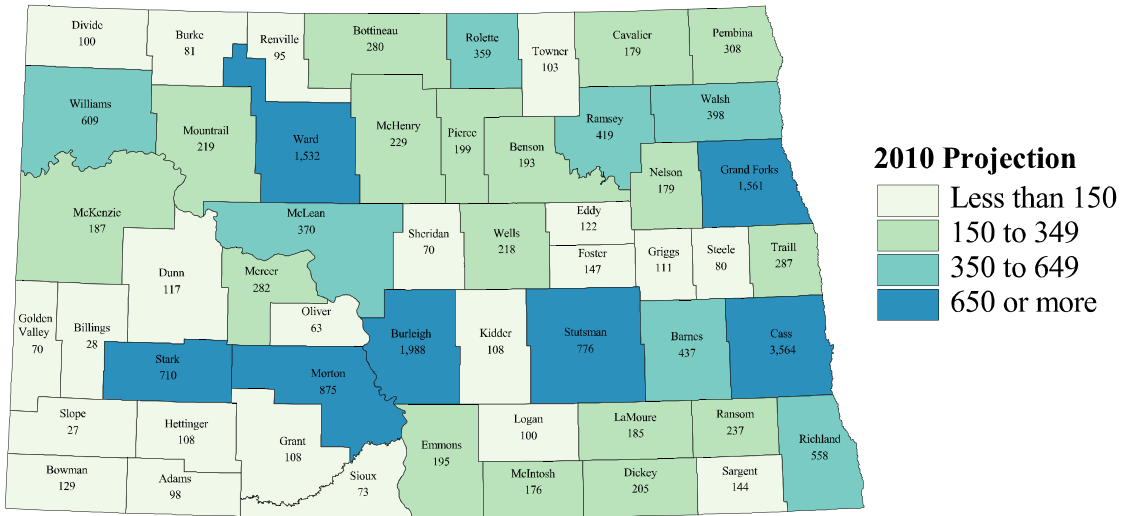 Divide
100
Burke
81
Renville
95
Bottineau
280
Rolette
359
Towner
103
Cavalier
179
Pembina
308
Williams
609
Mountrail
219
Ward
1,532
McHenry
229
Pierce
199
Benson
193
Ramsey
419
Walsh
398
Nelson
179
Grand Forks
1,561
McKenzie
187
McLean
370
Sheridan
70
Wells
218
Eddy
122
Foster
147
Griggs
111
Steele
80
Traill
287
Dunn
117
Mercer
282
Oliver
63
Golden
Valley
70
Billings
28
Stark
710
Morton
875
Burleigh
1,988
Kidder
108
Stutsman
776
Barnes
437
Cass
3,564
Slope
27
Hettinger
108
Grant
108
Bowman
129
Adams
98
Sioux
73
Emmons
195
Logan
100
LaMoure
185
Ransom
237
Richland
558
McIntosh
176
Dickey
205
Sargent
144
2010 Projection
Less than 150
150 to 349
350 to 649
650 or more